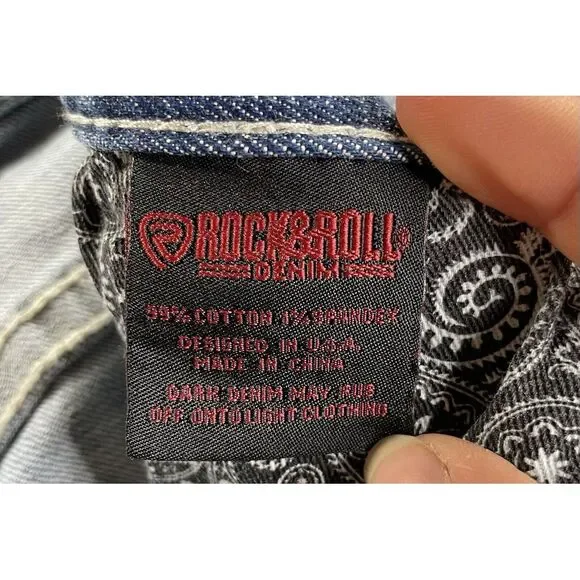 ROCK&ROLL
DENIM
99% COTTON 1% SPANDEX
DESIGNED IN U.S.A.
MADE IN CHINA
DARK DENIM MAY RUB
OFF ONTO LIGHT CLOTHING